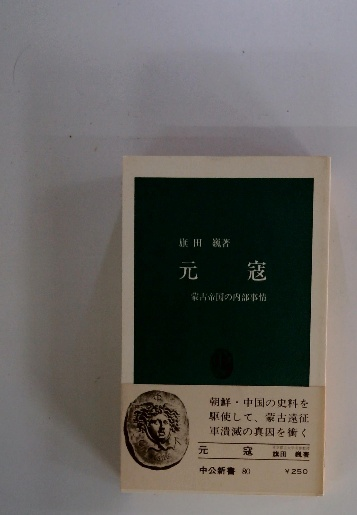 旗田 巍著
元 寇
蒙古帝国の内部事情
朝鮮・中国の史料を
駆使して、蒙古遠征
軍潰滅の真因を衝く
元 寇
旗田 巍著
中公新書 80
￥250